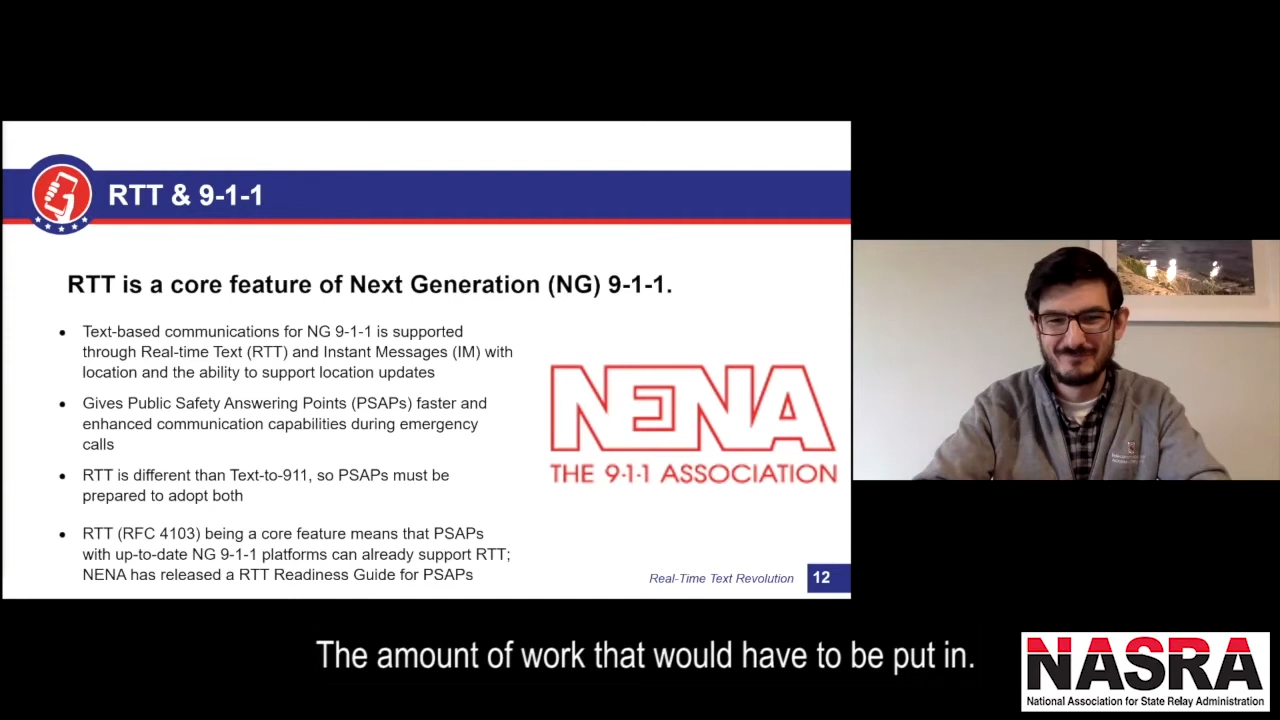 RTT & 9-1-1
RTT is a core feature of Next Generation (NG) 9-1-1.
• Text-based communications for NG 9-1-1 is supported
through Real-time Text (RTT) and Instant Messages (IM) with
location and the ability to support location updates
• Gives Public Safety Answering Points (PSAPs) faster and
enhanced communication capabilities during emergency
calls
• RTT is different than Text-to-911, so PSAPs must be
prepared to adopt both
• RTT (RFC 4103) being a core feature means that PSAPs
with up-to-date NG 9-1-1 platforms can already support RTT;
NENA has released a RTT Readiness Guide for PSAPs
NENA
THE 9-1-1 ASSOCIATION
Real-Time Text Revolution 12
The amount of work that would have to be put in.
NASRA
National Association for State Relay Administration